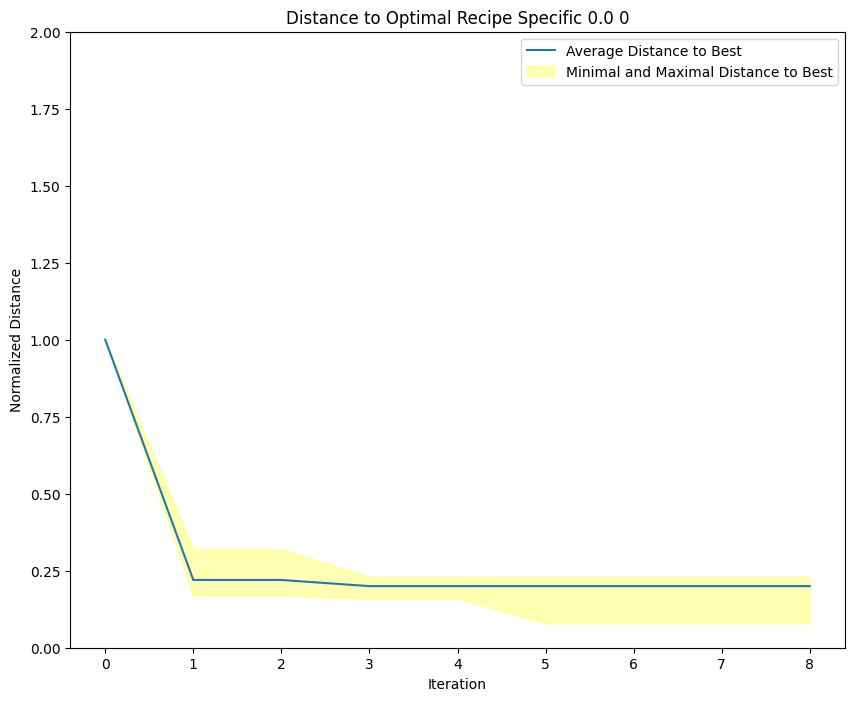 Distance to Optimal Recipe Specific 0.0 0
Average Distance to Best
Minimal and Maximal Distance to Best
Normalized Distance
2.00
1.75
1.50
1.25
1.00
0.75
0.50
0.25
0.00
0 1 2 3 4 5 6 7 8
Iteration